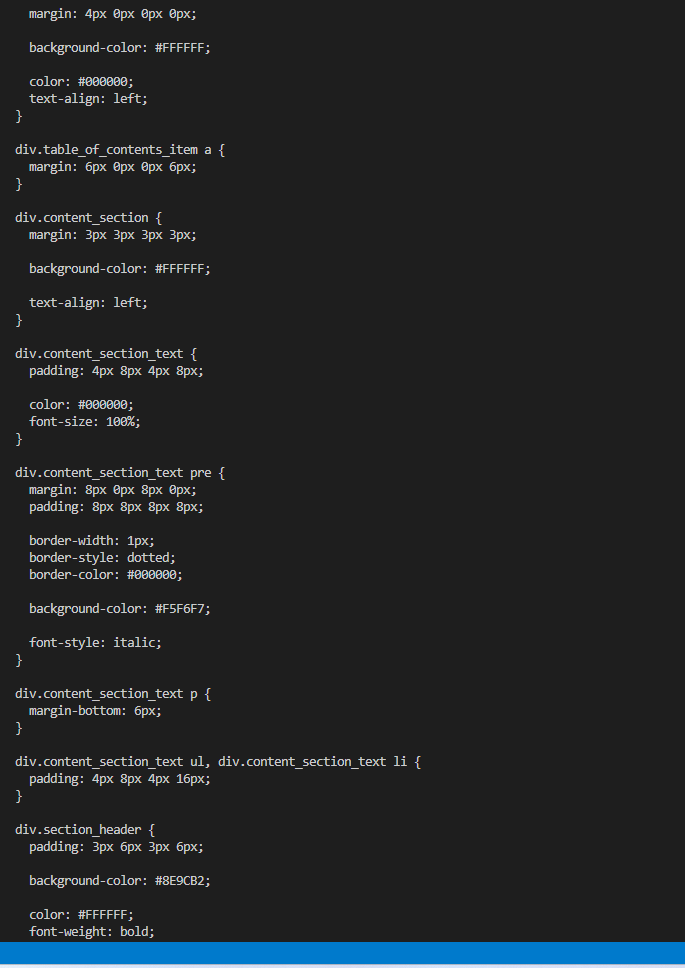 margin: 4px 0px 0px 0px;
background-color: #FFFFFF;
color: #000000;
text-align: left;
}
div.table_of_contents_item a {
margin: 6px 0px 0px 6px;
}
div.content_section {
margin: 3px 3px 3px 3px;
background-color: #FFFFFF;
text-align: left;
}
div.content_section_text {
padding: 4px 8px 4px 8px;
color: #000000;
font-size: 100%;
}
div.content_section_text pre {
margin: 8px 0px 8px 0px;
padding: 8px 8px 8px 8px;
border-width: 1px;
border-style: dotted;
border-color: #000000;
background-color: #F5F6F7;
font-style: italic;
}
div.content_section_text p {
margin-bottom: 6px;
}
div.content_section_text ul, div.content_section_text li {
padding: 4px 8px 4px 16px;
}
div.section_header {
padding: 3px 6px 3px 6px;
background-color: #8E9CB2;
color: #FFFFFF;
font-weight: bold;